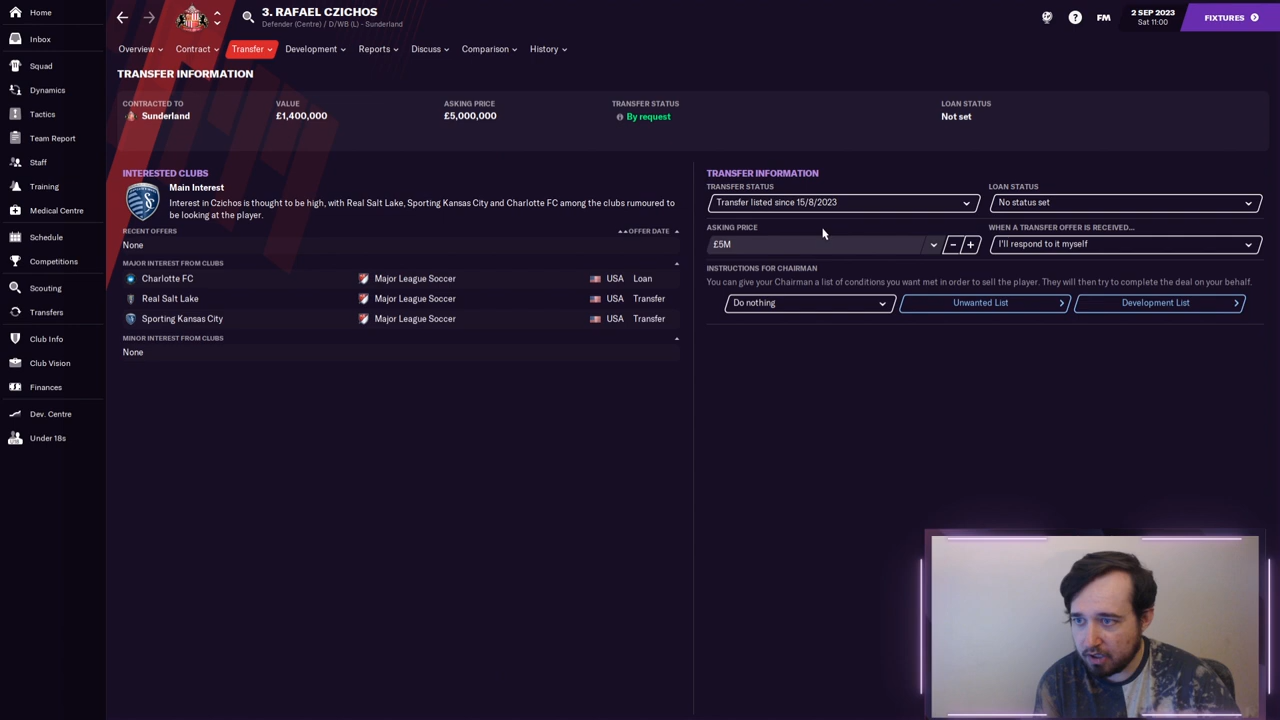 Home
Inbox
Squad
Dynamics
Tactics
Team Report
Staff
Training
Medical Centre
Schedule
Competitions
Scouting
Transfers
Club Info
Club Vision
Finances
Dev. Centre
Under 18s
3. RAFAEL CZICHOS
Defender (Centre) / D/WB (L) - Sunderland
FM
2 SEP 2023
Sat 11:00
FIXTURES
Overview
Contract
Transfer
Development
Reports
Discuss
Comparison
History
TRANSFER INFORMATION
CONTRACTED TO
Sunderland
VALUE
£1,400,000
ASKING PRICE
£5,000,000
TRANSFER STATUS
By request
LOAN STATUS
Not set
INTERESTED CLUBS
Main Interest
Interest in Czichos is thought to be high, with Real Salt Lake, Sporting Kansas City and Charlotte FC among the clubs rumoured to
be looking at the player.
RECENT OFFERS
OFFER DATE
None
MAJOR INTEREST FROM CLUBS
Charlotte FC Major League Soccer USA Loan
Real Salt Lake Major League Soccer USA Transfer
Sporting Kansas City Major League Soccer USA Transfer
MINOR INTEREST FROM CLUBS
None
TRANSFER INFORMATION
TRANSFER STATUS
Transfer listed since 15/8/2023
LOAN STATUS
No status set
ASKING PRICE
£5M
WHEN A TRANSFER OFFER IS RECEIVED...
I'll respond to it myself
INSTRUCTIONS FOR CHAIRMAN
You can give your Chairman a list of conditions you want met in order to sell the player. They will then try to complete the deal on your behalf.
Do nothing
Unwanted List
Development List